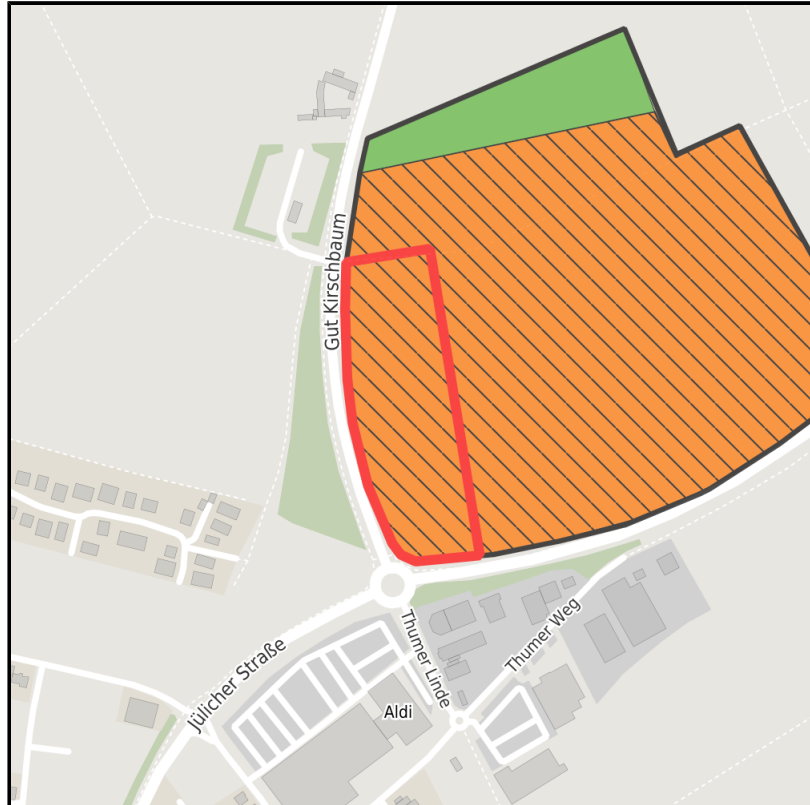 Gut Kirschbaum
Jülicher Straße
Thumer Linde
Thumer Weg
Aldi